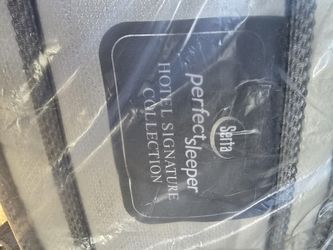 Serta
perfect
sleeper
HOTEL SIGNATURE
COLLECTION